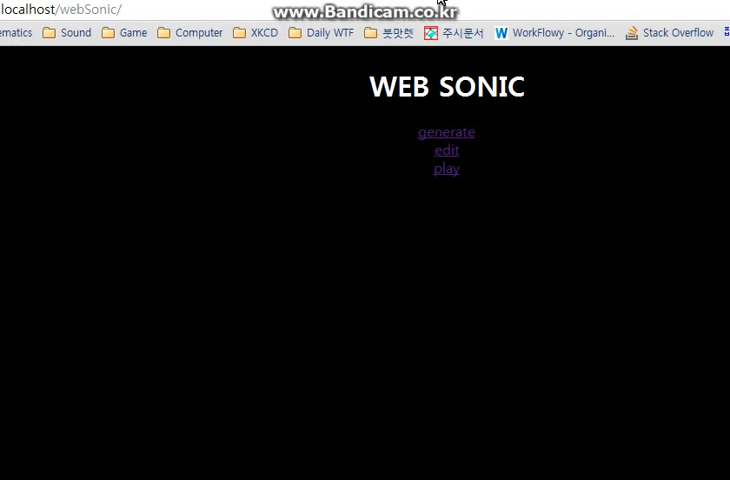 localhost/webSonic/
www.Bandicam.co.kr
ematics Sound Game Computer XKCD Daily WTF 봇맛렛 주시문서 WorkFlowy - Organi... Stack Overflow
WEB SONIC
generate
edit
play